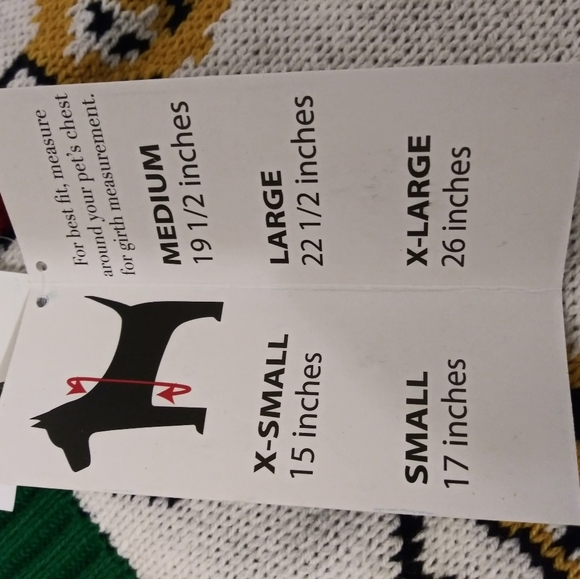 For best fit, measure
around your pet's chest
for girth measurement.
MEDIUM
19 1/2 inches
LARGE
22 1/2 inches
X-LARGE
26 inches
X-SMALL
15 inches
SMALL
17 inches